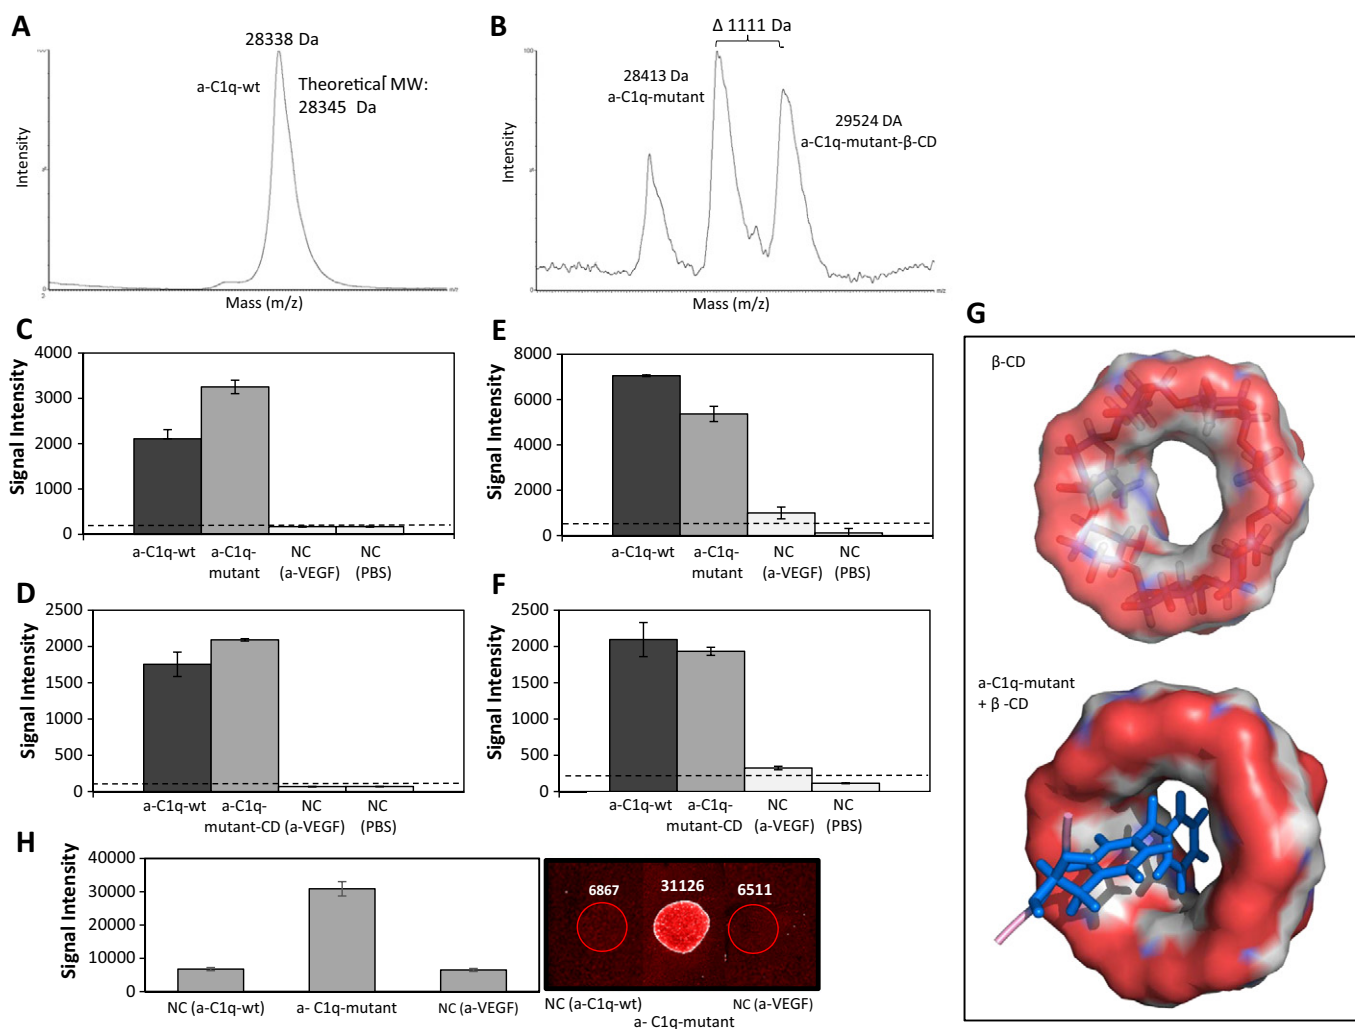 A
28338 Da
a-C1q-wt
Theoretical MW:
28345 Da
Intensity
Mass (m/z)
B
Δ 1111 Da
28413 Da
a-C1q-mutant
29524 DA
a-C1q-mutant-β-CD
100
Intensity
Mass (m/z)
C
4000
3000
2000
1000
0
Signal Intensity
a-C1q-wt
a-C1q-
mutant
NC
(a-VEGF)
NC
(PBS)
E
8000
6000
4000
2000
0
Signal Intensity
a-C1q-wt
a-C1q-
mutant
NC
(a-VEGF)
NC
(PBS)
D
2500
2000
1500
1000
500
0
Signal Intensity
a-C1q-wt
a-C1q-
mutant-CD
NC
(a-VEGF)
NC
(PBS)
F
2500
2000
1500
1000
500
0
Signal Intensity
a-C1q-wt
a-C1q-
mutant-CD
NC
(a-VEGF)
NC
(PBS)
G
β-CD
a-C1q-mutant
+ β -CD
H
40000
30000
20000
10000
0
Signal Intensity
NC (a-C1q-wt)
a- C1q-mutant
NC (a-VEGF)
6867
31126
6511
NC (a-C1q-wt)
a- C1q-mutant
NC (a-VEGF)